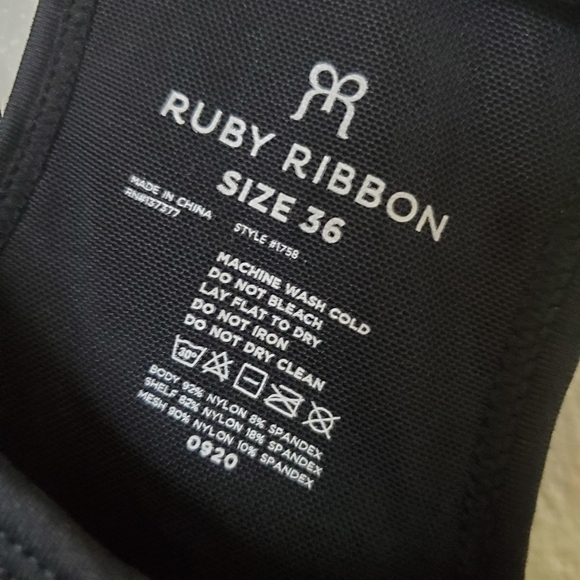 RUBY RIBBON
SIZE 36
MADE IN CHINA
RN#137377
STYLE #1758
MACHINE WASH COLD
DO NOT BLEACH
LAY FLAT TO DRY
DO NOT IRON
DO NOT DRY CLEAN
30°
BODY 92% NYLON 8% SPANDEX
SHELF 82% NYLON 18% SPANDEX
MESH 90% NYLON 10% SPANDEX
0920